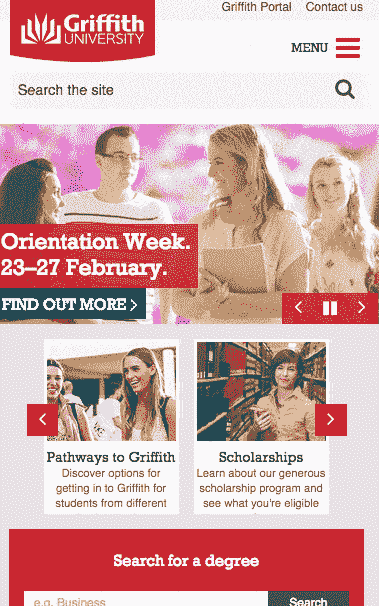 Griffith Portal Contact us
Griffith
UNIVERSITY
MENU
Search the site
Orientation Week.
23–27 February.
FIND OUT MORE >
Pathways to Griffith
Discover options for
getting in to Griffith for
students from different
Scholarships
Learn about our generous
scholarship program and
see what you're eligible
Search for a degree
e.g. Business
Search